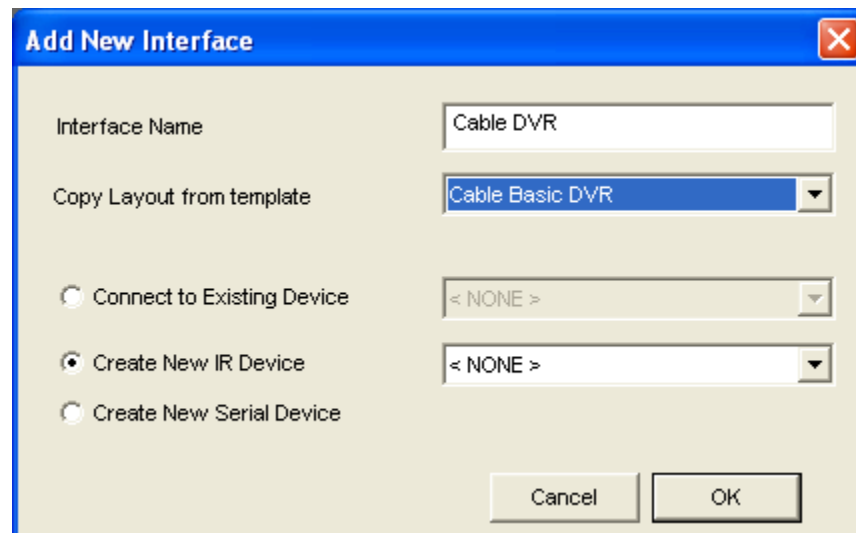 Add New Interface
Interface Name
Cable DVR
Copy Layout from template
Cable Basic DVR
Connect to Existing Device
< NONE >
Create New IR Device
< NONE >
Create New Serial Device
Cancel
OK